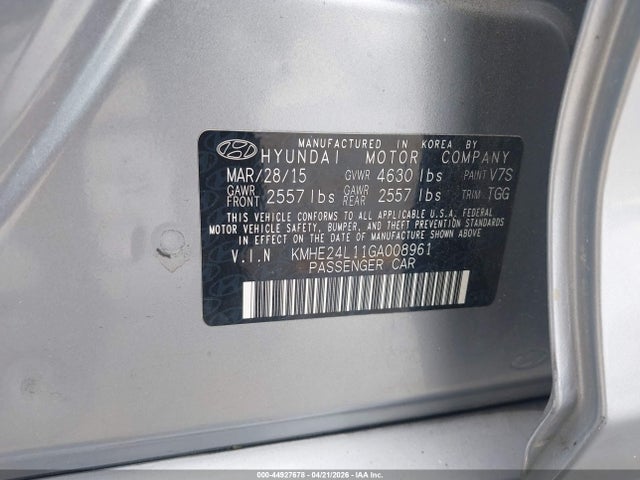 MANUFACTURED IN KOREA BY
HYUNDAI MOTOR COMPANY
MAR/28/15 GVWR 4630 lbs PAINT V7S
GAWR FRONT 2557 lbs GAWR REAR 2557 lbs TRIM TGG
THIS VEHICLE CONFORMS TO ALL APPLICABLE U.S.A. FEDERAL
MOTOR VEHICLE SAFETY, BUMPER, AND THEFT PREVENTION STANDARDS
IN EFFECT ON THE DATE OF MANUFACTURE SHOWN ABOVE.
V.I.N KMHE24L11GA008961
PASSENGER CAR
000-44927678 04/21/2026 IAA Inc.